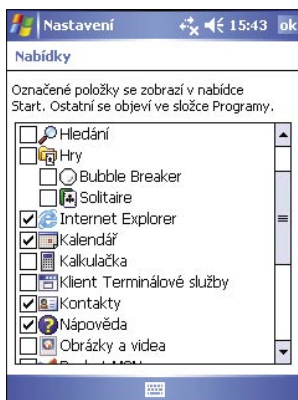 Nastavení 15:43 ok
Nabídky
Označené položky se zobrazí v nabídce
Start. Ostatní se objeví ve složce Programy.
Hledání
Hry
Bubble Breaker
Solitaire
Internet Explorer
Kalendář
Kalkulačka
Klient Terminálové služby
Kontakty
Nápověda
Obrázky a videa